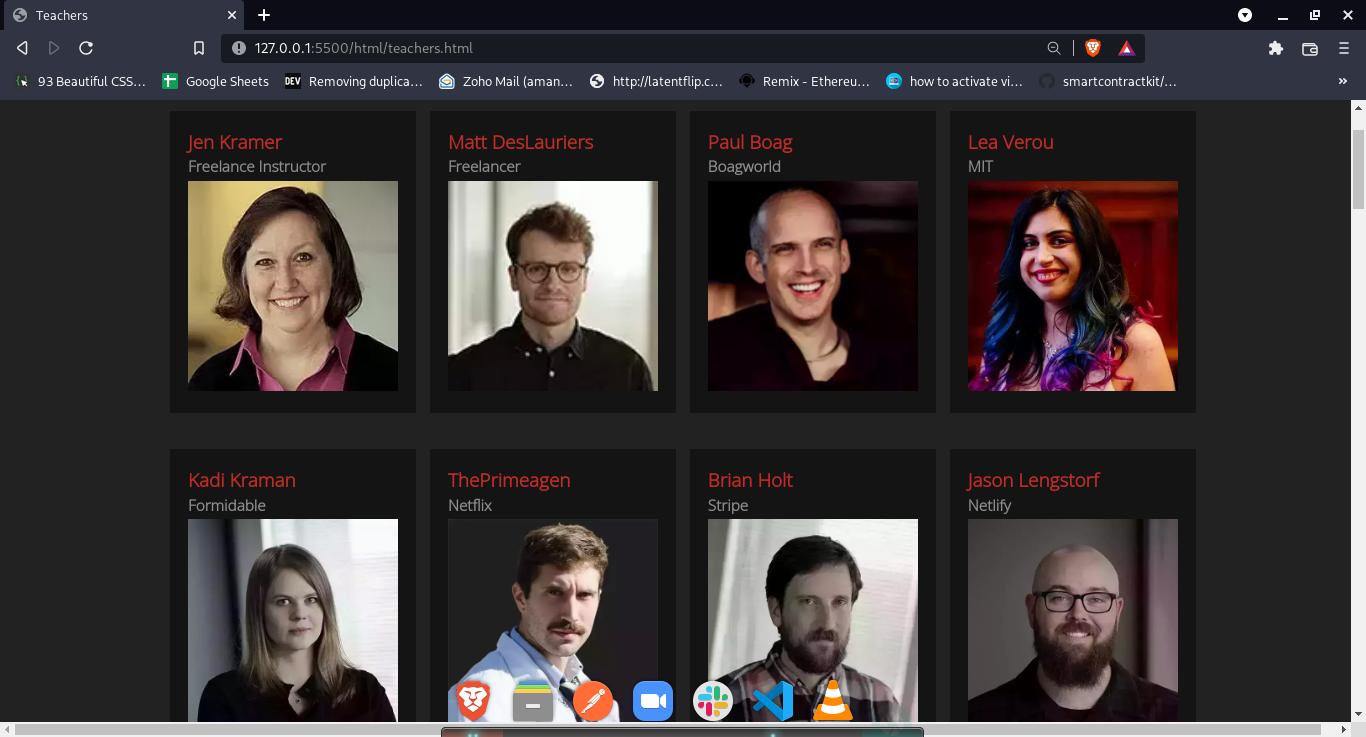 Teachers
127.0.0.1:5500/html/teachers.html
93 Beautiful CSS…
Google Sheets
DEV
Removing duplica…
Zoho Mail (aman…
http://latentflip.c…
Remix - Ethereu…
how to activate vi…
smartcontractkit/…
»
Jen Kramer
Freelance Instructor
Matt DesLauriers
Freelancer
Paul Boag
Boagworld
Lea Verou
MIT
Kadi Kraman
Formidable
ThePrimeagen
Netflix
Brian Holt
Stripe
Jason Lengstorf
Netlify